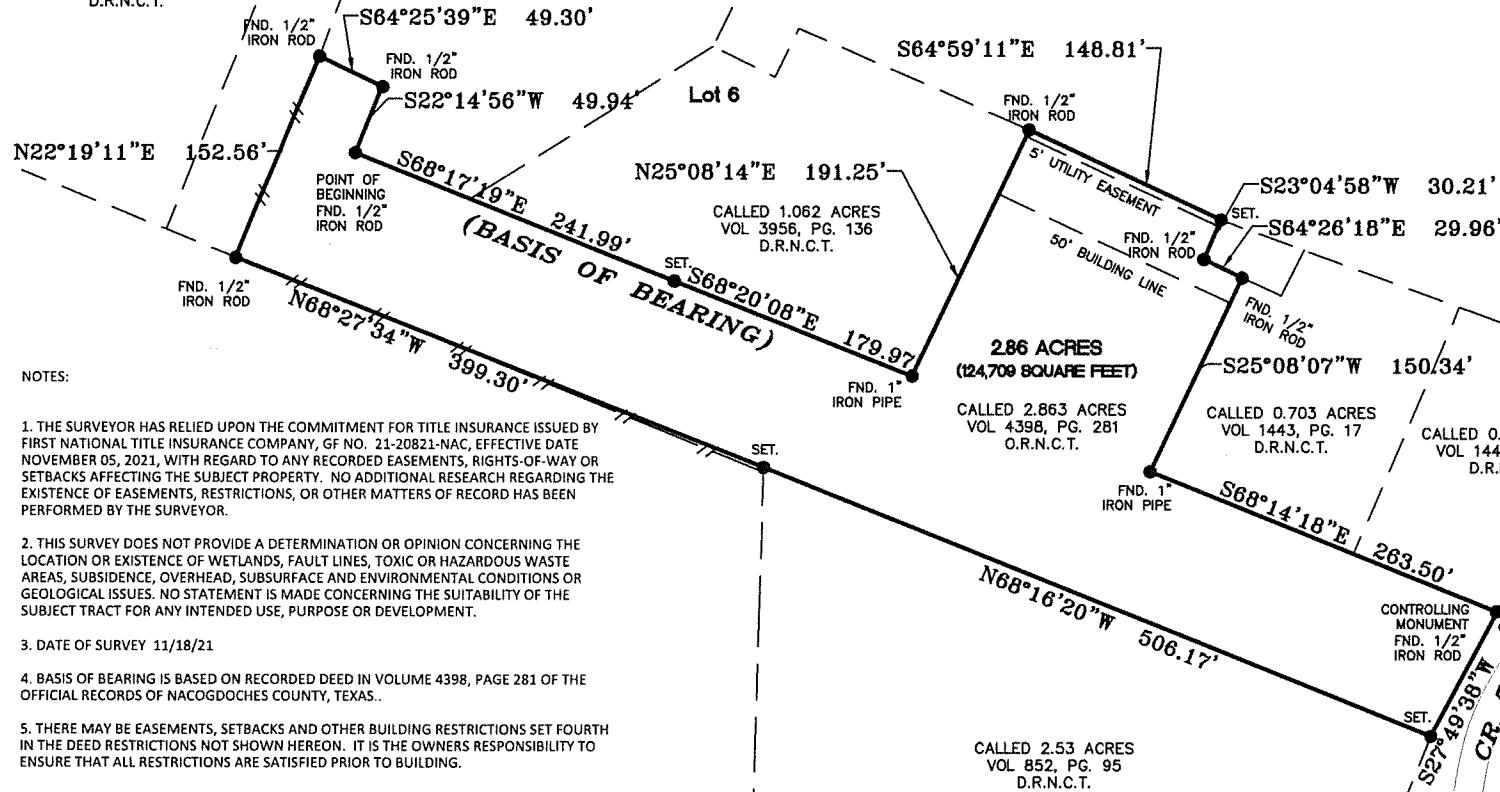 D.R.N.C.T.
FND. 1/2"
IRON ROD
S64°25'39"E 49.30'
FND. 1/2"
IRON ROD
S22°14'56"W 49.94'
Lot 6
S64°59'11"E 148.81'
FND. 1/2"
IRON ROD
N22°19'11"E 152.56'
POINT OF
BEGINNING
FND. 1/2"
IRON ROD
S68°17'19"E 241.99'
(BASIS OF BEARING)
N25°08'14"E 191.25'
CALLED 1.062 ACRES
VOL 3956, PG. 136
D.R.N.C.T.
5' UTILITY EASEMENT
S23°04'58"W 30.21'
SET.
S64°26'18"E 29.96'
FND. 1/2"
IRON ROD
50' BUILDING LINE
FND. 1/2"
IRON ROD
N68°27'34"W 399.30'
SET.
S68°20'08"E 179.97'
FND. 1"
IRON PIPE
FND. 1/2"
IRON ROD
2.86 ACRES
(124,709 SQUARE FEET)
CALLED 2.863 ACRES
VOL 4398, PG. 281
O.R.N.C.T.
S25°08'07"W 150.34'
CALLED 0.703 ACRES
VOL 1443, PG. 17
D.R.N.C.T.
CALLED 0.
VOL 144
D.R.
NOTES:
1. THE SURVEYOR HAS RELIED UPON THE COMMITMENT FOR TITLE INSURANCE ISSUED BY
FIRST NATIONAL TITLE INSURANCE COMPANY, GF NO. 21-20821-NAC, EFFECTIVE DATE
NOVEMBER 05, 2021, WITH REGARD TO ANY RECORDED EASEMENTS, RIGHTS-OF-WAY OR
SETBACKS AFFECTING THE SUBJECT PROPERTY. NO ADDITIONAL RESEARCH REGARDING THE
EXISTENCE OF EASEMENTS, RESTRICTIONS, OR OTHER MATTERS OF RECORD HAS BEEN
PERFORMED BY THE SURVEYOR.
2. THIS SURVEY DOES NOT PROVIDE A DETERMINATION OR OPINION CONCERNING THE
LOCATION OR EXISTENCE OF WETLANDS, FAULT LINES, TOXIC OR HAZARDOUS WASTE
AREAS, SUBSIDENCE, OVERHEAD, SUBSURFACE AND ENVIRONMENTAL CONDITIONS OR
GEOLOGICAL ISSUES. NO STATEMENT IS MADE CONCERNING THE SUITABILITY OF THE
SUBJECT TRACT FOR ANY INTENDED USE, PURPOSE OR DEVELOPMENT.
3. DATE OF SURVEY 11/18/21
4. BASIS OF BEARING IS BASED ON RECORDED DEED IN VOLUME 4398, PAGE 281 OF THE
OFFICIAL RECORDS OF NACOGDOCHES COUNTY, TEXAS..
5. THERE MAY BE EASEMENTS, SETBACKS AND OTHER BUILDING RESTRICTIONS SET FOURTH
IN THE DEED RESTRICTIONS NOT SHOWN HEREON. IT IS THE OWNERS RESPONSIBILITY TO
ENSURE THAT ALL RESTRICTIONS ARE SATISFIED PRIOR TO BUILDING.
SET.
FND. 1"
IRON PIPE
S68°14'18"E 263.50'
N68°16'20"W 506.17'
CONTROLLING
MONUMENT
FND. 1/2"
IRON ROD
SET.
S27°49'38"W
CR.
CALLED 2.53 ACRES
VOL 852, PG. 95
D.R.N.C.T.